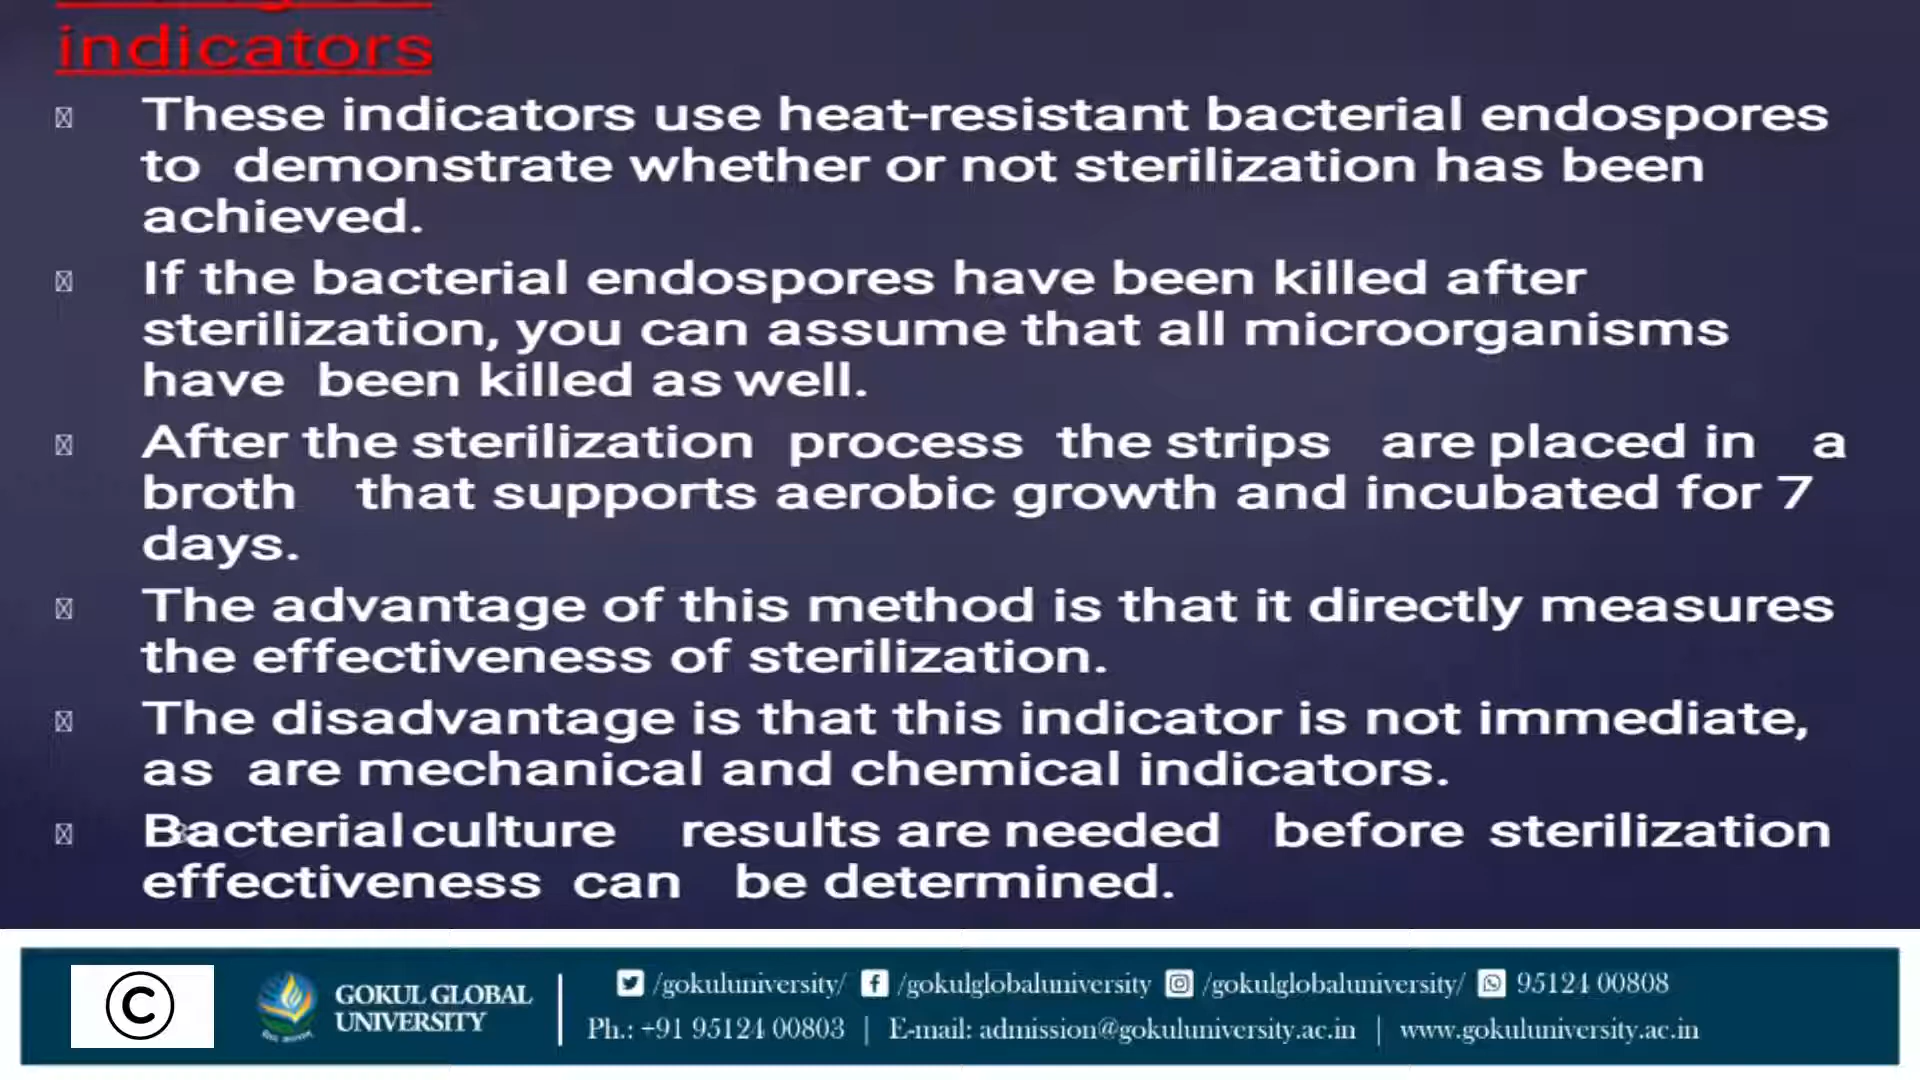 indicators
These indicators use heat-resistant bacterial endospores
to demonstrate whether or not sterilization has been
achieved.
If the bacterial endospores have been killed after
sterilization, you can assume that all microorganisms
have been killed as well.
After the sterilization process the strips are placed in a
broth that supports aerobic growth and incubated for 7
days.
The advantage of this method is that it directly measures
the effectiveness of sterilization.
The disadvantage is that this indicator is not immediate,
as are mechanical and chemical indicators.
Bacterial culture results are needed before sterilization
effectiveness can be determined.
©
GOKUL GLOBAL
UNIVERSITY
/gokuluniversity/ /gokulglobaluniversity /gokulglobaluniversity/ 95124 00808
Ph.: +91 95124 00803 | E-mail: admission@gokuluniversity.ac.in | www.gokuluniversity.ac.in